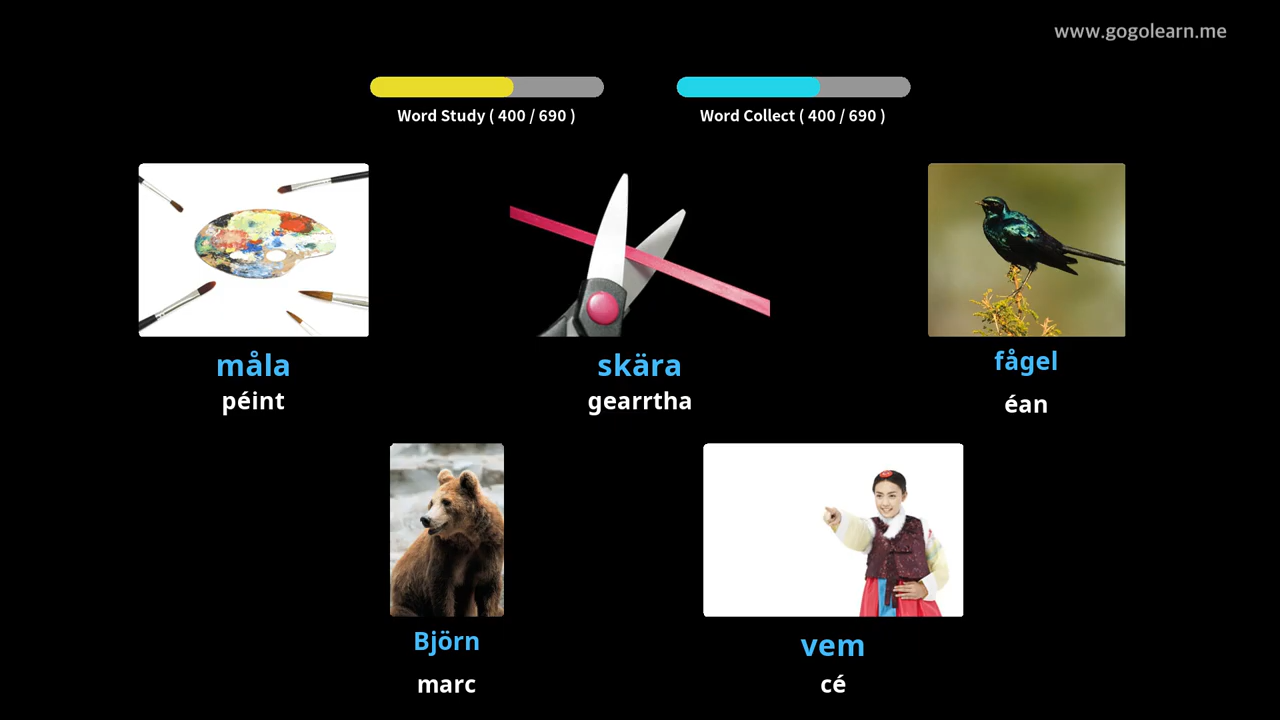 www.gogolearn.me
Word Study ( 400 / 690 )
Word Collect ( 400 / 690 )
måla
péint
skära
gearrtha
fågel
éan
Björn
marc
vem
cé